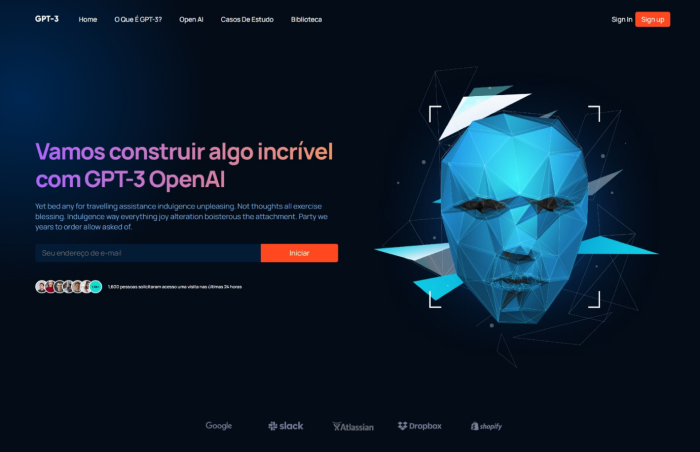 GPT-3
Home
O Que É GPT-3?
Open AI
Casos De Estudo
Biblioteca
Sign In
Sign up
Vamos construir algo incrível
com GPT-3 OpenAI
Yet bed any for travelling assistance indulgence unpleasing. Not thoughts all exercise
blessing. Indulgence way everything joy alteration boisterous the attachment. Party we
years to order allow asked of.
Seu endereço de e-mail
Iniciar
1,600 pessoas solicitaram acesso uma visita nas últimas 24 horas
Google
slack
Atlassian
Dropbox
shopify